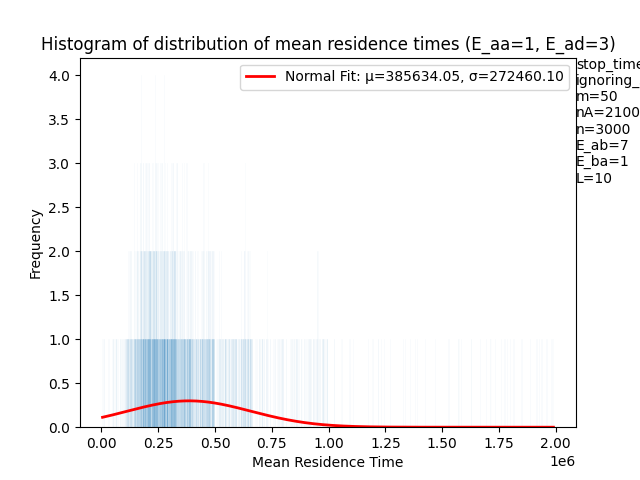 Histogram of distribution of mean residence times (E_aa=1, E_ad=3)
Normal Fit: μ=385634.05, σ=272460.10
stop_time
ignoring_
m=50
nA=2100
n=3000
E_ab=7
E_ba=1
L=10
Frequency
4.0
3.5
3.0
2.5
2.0
1.5
1.0
0.5
0.0
0.00 0.25 0.50 0.75 1.00 1.25 1.50 1.75 2.00
1e6
Mean Residence Time